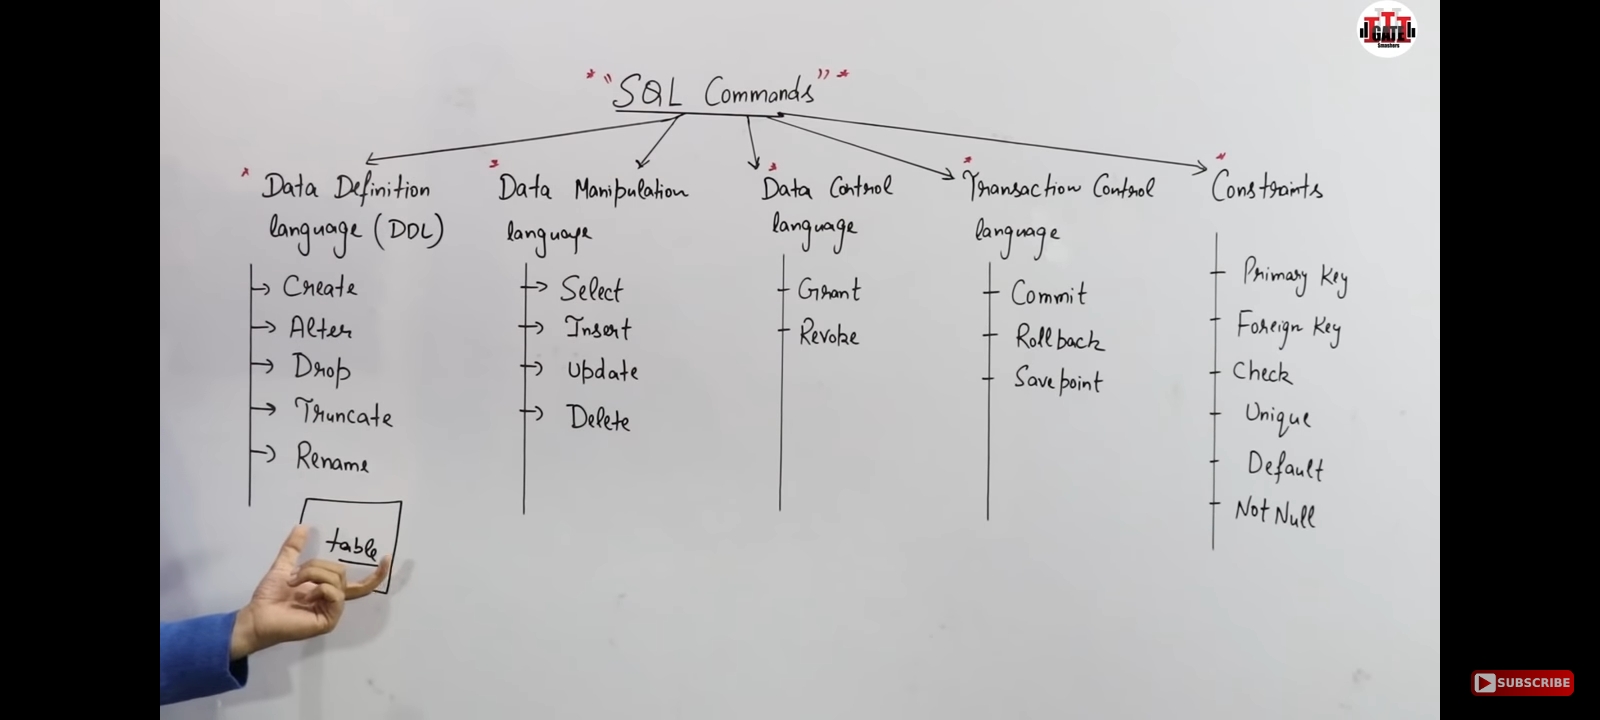 "SQL Commands"
Data Definition
language (DDL)
Create
Alter
Drop
Truncate
Rename
table
Data Manipulation
language
Select
Insert
Update
Delete
Data Control
language
Grant
Revoke
Transaction Control
language
Commit
Rollback
Savepoint
Constraints
Primary Key
Foreign Key
Check
Unique
Default
Not Null
GATE
Smashers
SUBSCRIBE